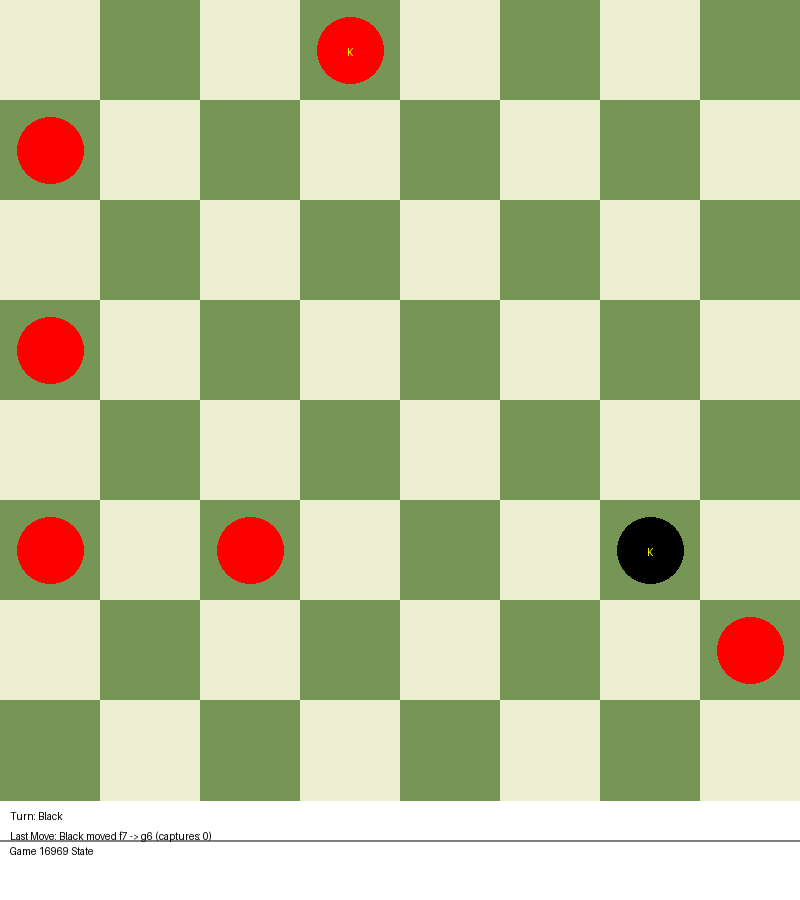 K
K
Turn: Black
Last Move: Black moved f7 -> g6 (captures: 0)
Game 16969 State